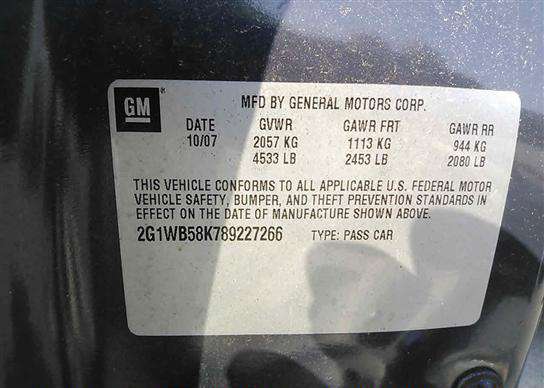 GM
MFD BY GENERAL MOTORS CORP.
DATE GVWR GAWR FRT GAWR RR
10/07 2057 KG 1113 KG 944 KG
4533 LB 2453 LB 2080 LB
THIS VEHICLE CONFORMS TO ALL APPLICABLE U.S. FEDERAL MOTOR
VEHICLE SAFETY, BUMPER, AND THEFT PREVENTION STANDARDS IN
EFFECT ON THE DATE OF MANUFACTURE SHOWN ABOVE.
2G1WB58K789227266 TYPE: PASS CAR